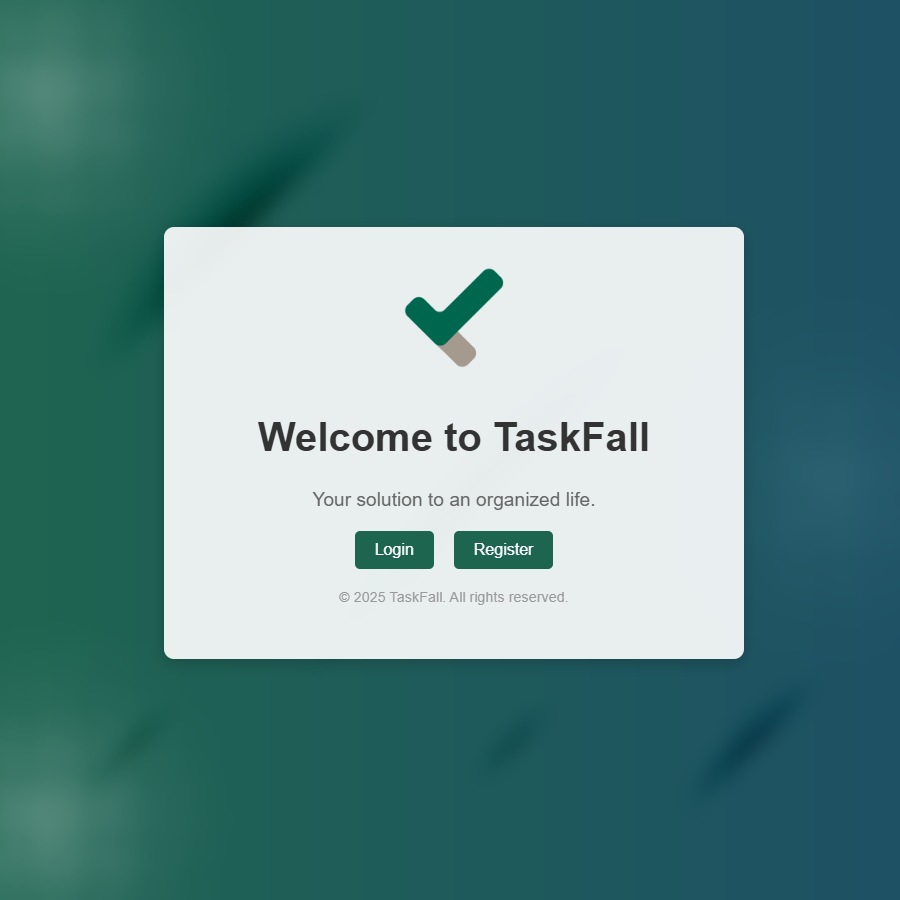 Welcome to TaskFall
Your solution to an organized life.
Login Register
© 2025 TaskFall. All rights reserved.